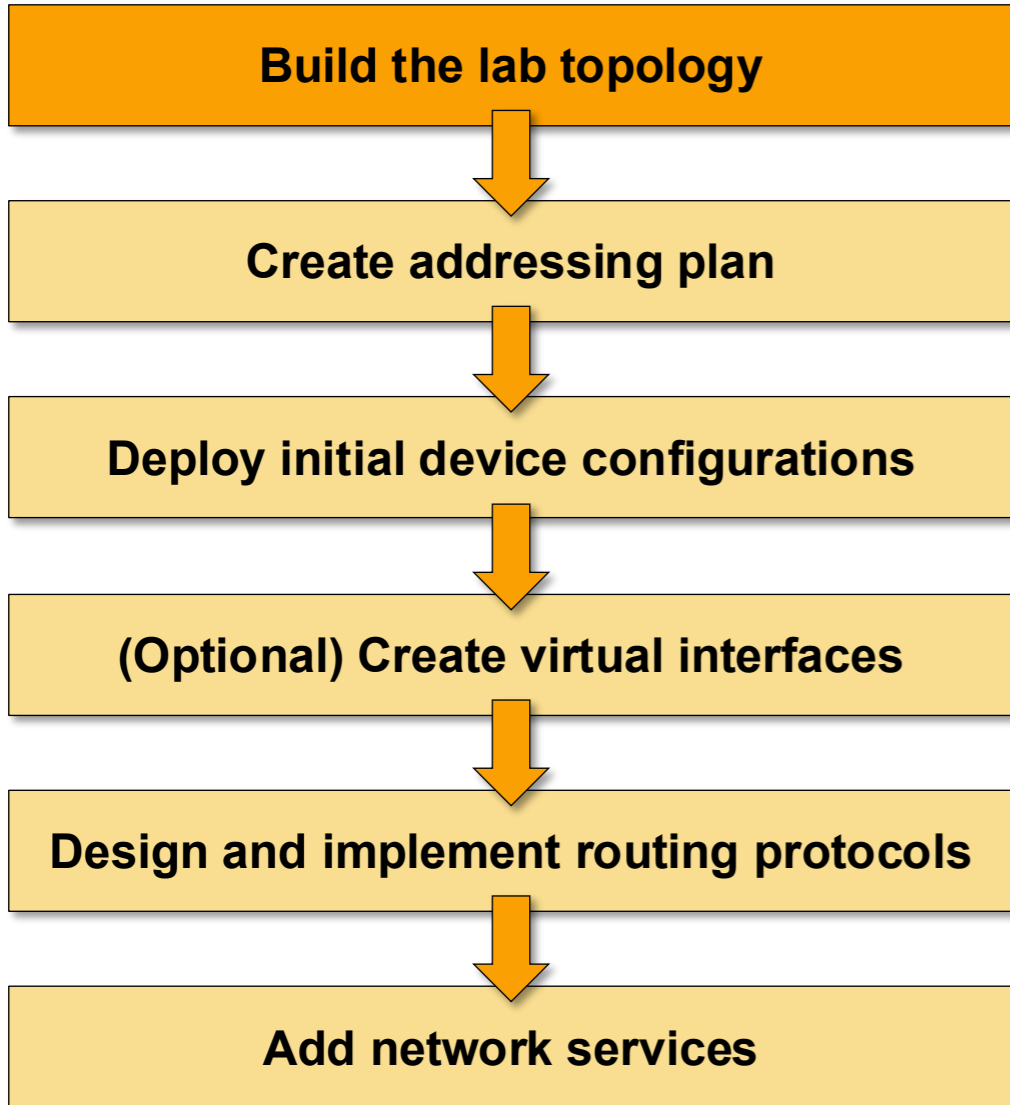 Build the lab topology
Create addressing plan
Deploy initial device configurations
(Optional) Create virtual interfaces
Design and implement routing protocols
Add network services